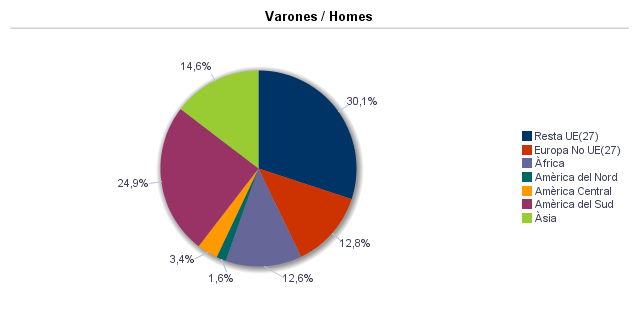 Varones / Homes
14,6%
30,1%
24,9%
12,8%
3,4%
1,6%
12,6%
Resta UE(27)
Europa No UE(27)
Àfrica
Amèrica del Nord
Amèrica Central
Amèrica del Sud
Àsia